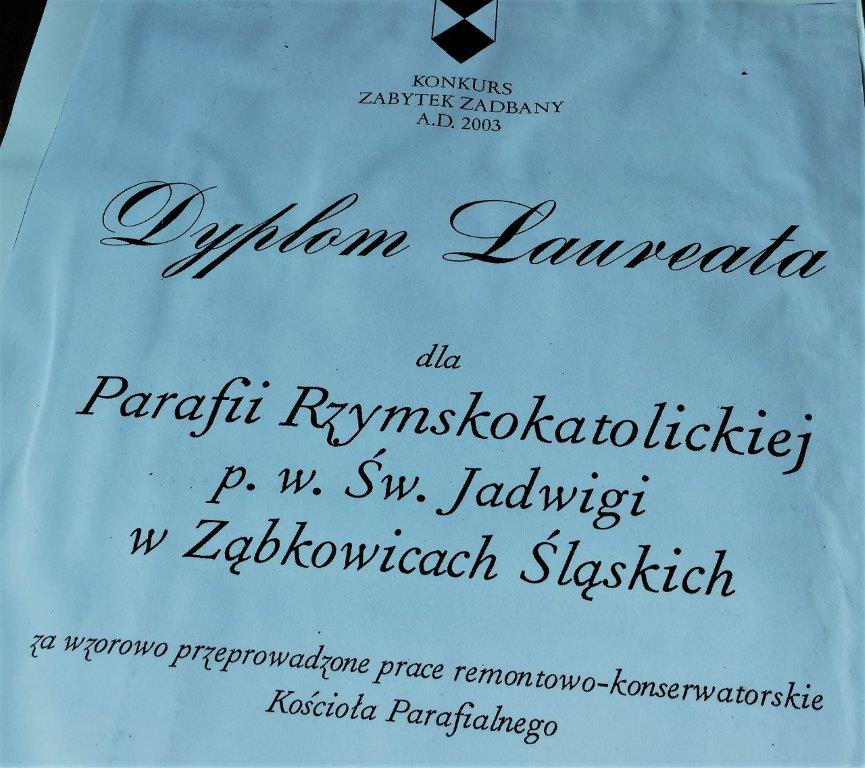 KONKURS
ZABYTEK ZADBANY
A.D. 2003
Dyplom Laureata
dla
Parafii Rzymskokatolickiej
p. w. Św. Jadwigi
w Ząbkowicach Śląskich
za wzorowo przeprowadzone prace remontowo-konserwatorskie
Kościoła Parafialnego